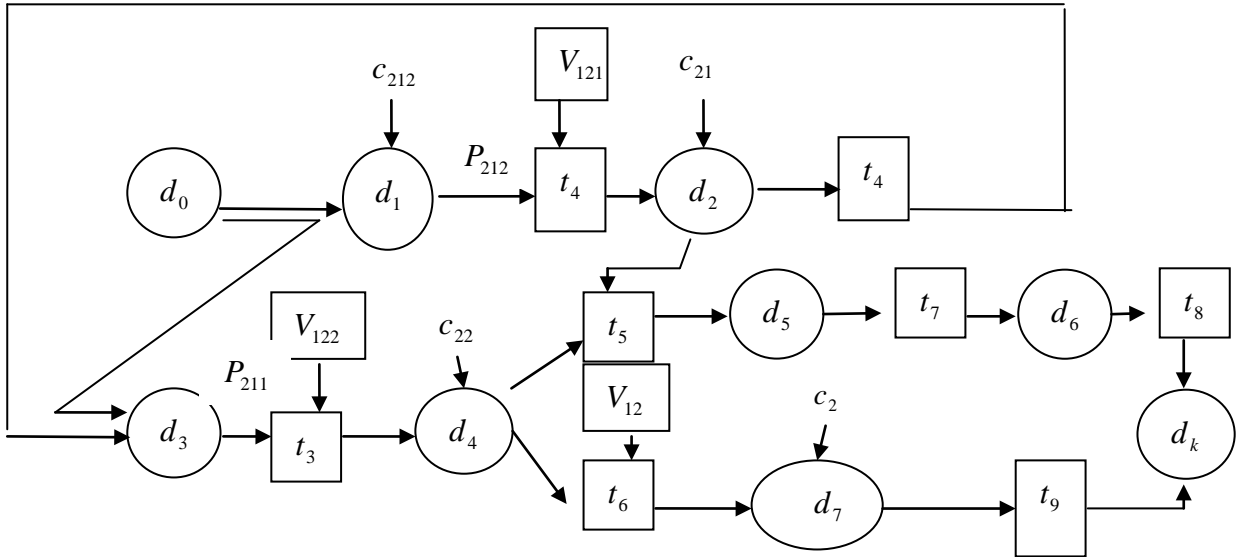 V₁₂₁
c₂₁₂
c₂₁
P₂₁₂
d₀
d₁
t₄
d₂
t₄
V₁₂₂
c₂₂
t₅
d₅
t₇
d₆
t₈
P₂₁₁
V₁₂
c₂
d₃
t₃
d₄
dₖ
t₆
d₇
t₉